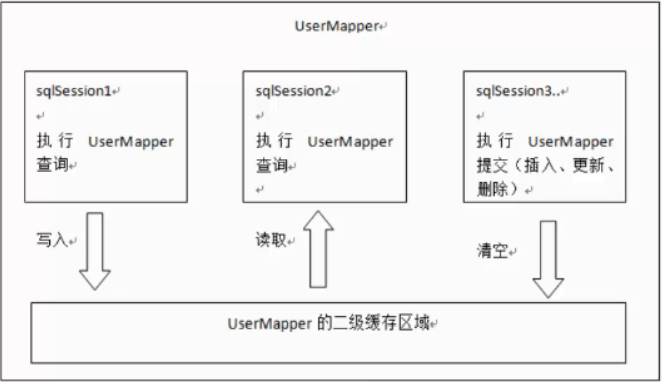 UserMapper
sqlSession1
执行 UserMapper
查询
sqlSession2
执行 UserMapper
查询
sqlSession3..
执行 UserMapper
提交（插入、更新、
删除）
写入
读取
清空
UserMapper 的二级缓存区域